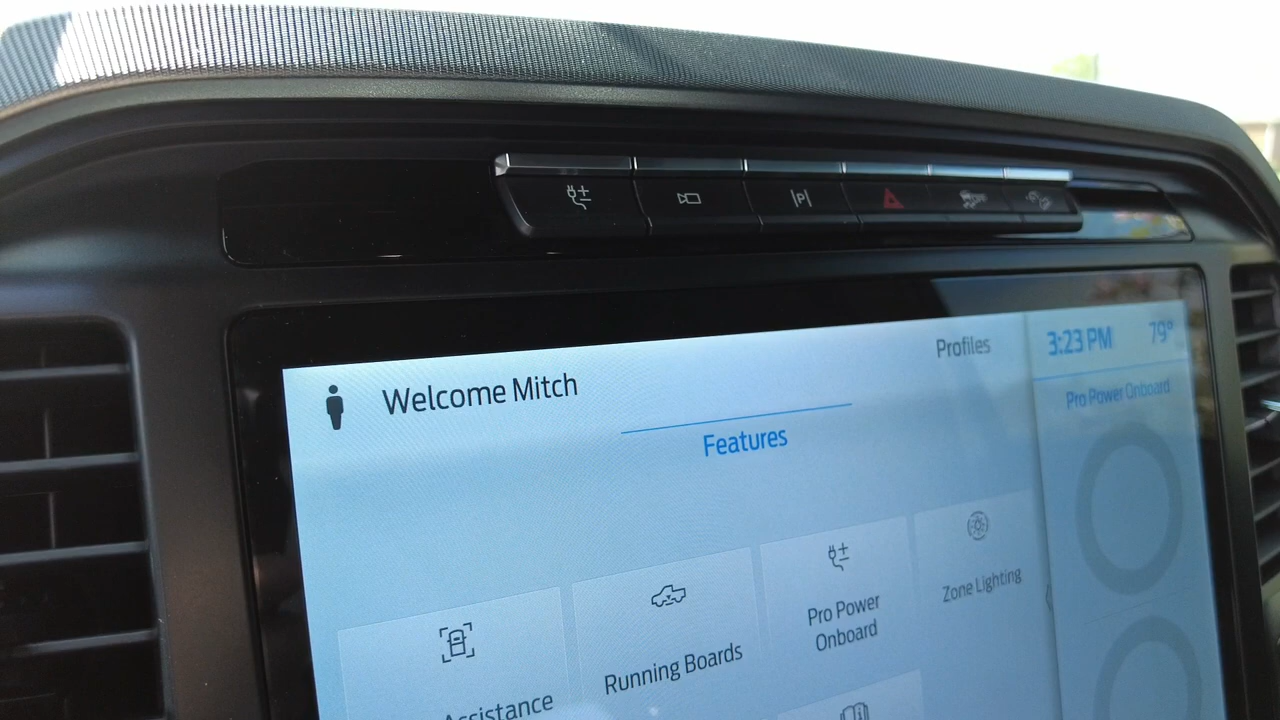 |P|
OFF
Welcome Mitch
Profiles
3:23 PM 79°
Features
Pro Power Onboard
Assistance
Running Boards
Pro Power
Onboard
Zone Lighting